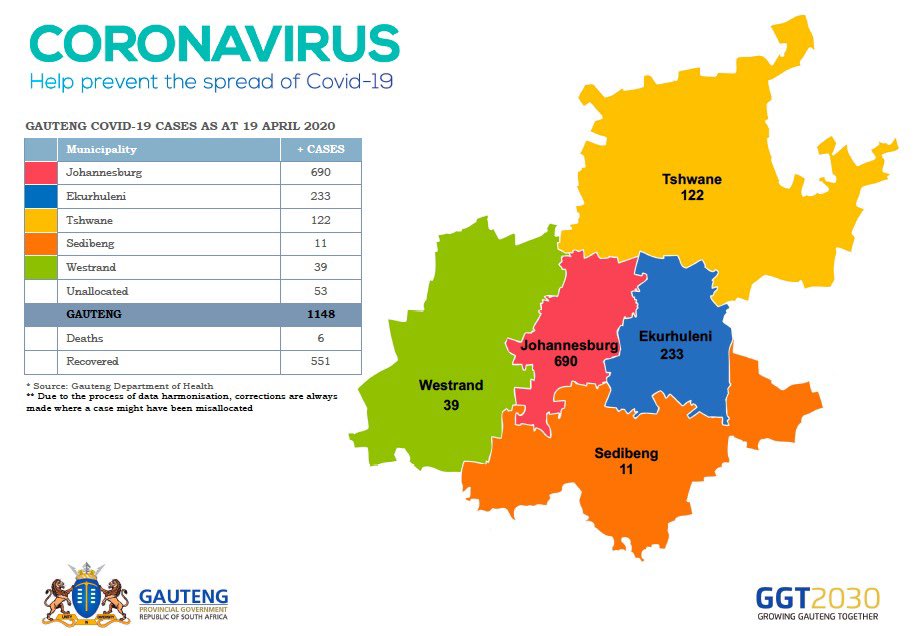 CORONAVIRUS
Help prevent the spread of Covid-19
GAUTENG COVID-19 CASES AS AT 19 APRIL 2020
Municipality + CASES
Johannesburg 690
Ekurhuleni 233
Tshwane 122
Sedibeng 11
Westrand 39
Unallocated 53
GAUTENG 1148
Deaths 6
Recovered 551
* Source: Gauteng Department of Health
** Due to the process of data harmonisation, corrections are always
made where a case might have been misallocated
Tshwane
122
Johannesburg
690
Ekurhuleni
233
Westrand
39
Sedibeng
11
UNITY IN DIVERSITY
GAUTENG
PROVINCIAL GOVERNMENT
REPUBLIC OF SOUTH AFRICA
GGT2030
GROWING GAUTENG TOGETHER